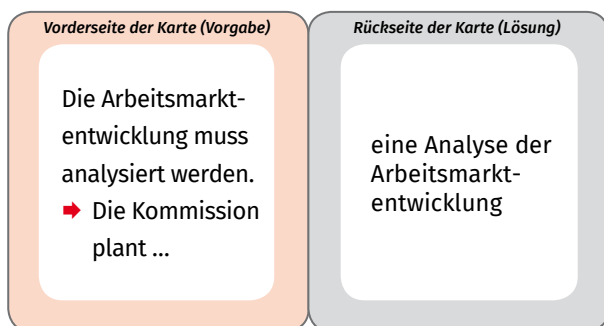 Vorderseite der Karte (Vorgabe)
Die Arbeitsmarkt-
entwicklung muss
analysiert werden.
➡ Die Kommission
plant ...
Rückseite der Karte (Lösung)
eine Analyse der
Arbeitsmarkt-
entwicklung